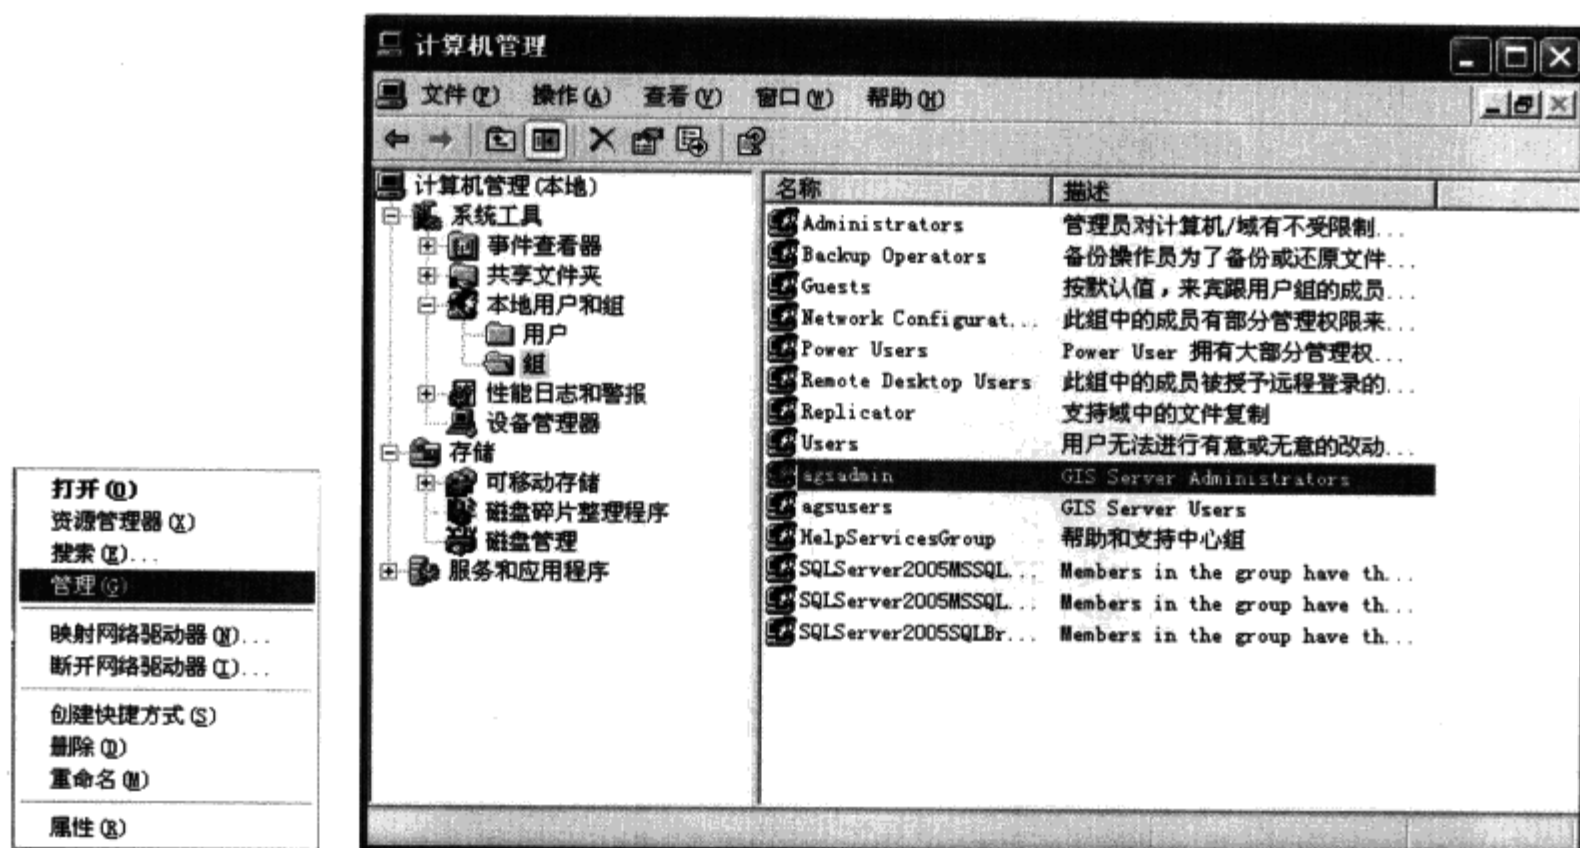 计算机管理
文件(F) 操作(A) 查看(V) 窗口(W) 帮助(H)
计算机管理(本地)
系统工具
事件查看器
共享文件夹
本地用户和组
用户
组
性能日志和警报
设备管理器
存储
可移动存储
磁盘碎片整理程序
磁盘管理
服务和应用程序
名称 描述
Administrators 管理员对计算机/域有不受限制...
Backup Operators 备份操作员为了备份或还原文件...
Guests 按默认值，来宾跟用户组的成员...
Network Configurat... 此组中的成员有部分管理权限来...
Power Users Power User 拥有大部分管理权...
Remote Desktop Users 此组中的成员被授予远程登录的...
Replicator 支持域中的文件复制
Users 用户无法进行有意或无意的改动...
agsadmin GIS Server Administrators
agsusers GIS Server Users
HelpServicesGroup 帮助和支持中心组
SQLServer2005MSSQL... Members in the group have th...
SQLServer2005MSSQL... Members in the group have th...
SQLServer2005SQLBr... Members in the group have th...
打开(O)
资源管理器(X)
搜索(E)...
管理(G)
映射网络驱动器(N)...
断开网络驱动器(I)...
创建快捷方式(S)
删除(D)
重命名(M)
属性(R)